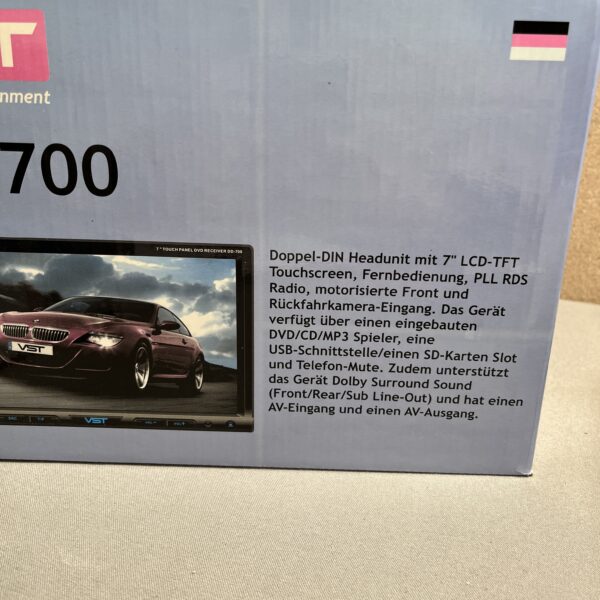 T
nment
700
7" TOUCH PANEL DVD RECEIVER DD-700
VST
VST
Doppel-DIN Headunit mit 7" LCD-TFT
Touchscreen, Fernbedienung, PLL RDS
Radio, motorisierte Front und
Rückfahrkamera-Eingang. Das Gerät
verfügt über einen eingebauten
DVD/CD/MP3 Spieler, eine
USB-Schnittstelle/einen SD-Karten Slot
und Telefon-Mute. Zudem unterstützt
das Gerät Dolby Surround Sound
(Front/Rear/Sub Line-Out) und hat einen
AV-Eingang und einen AV-Ausgang.